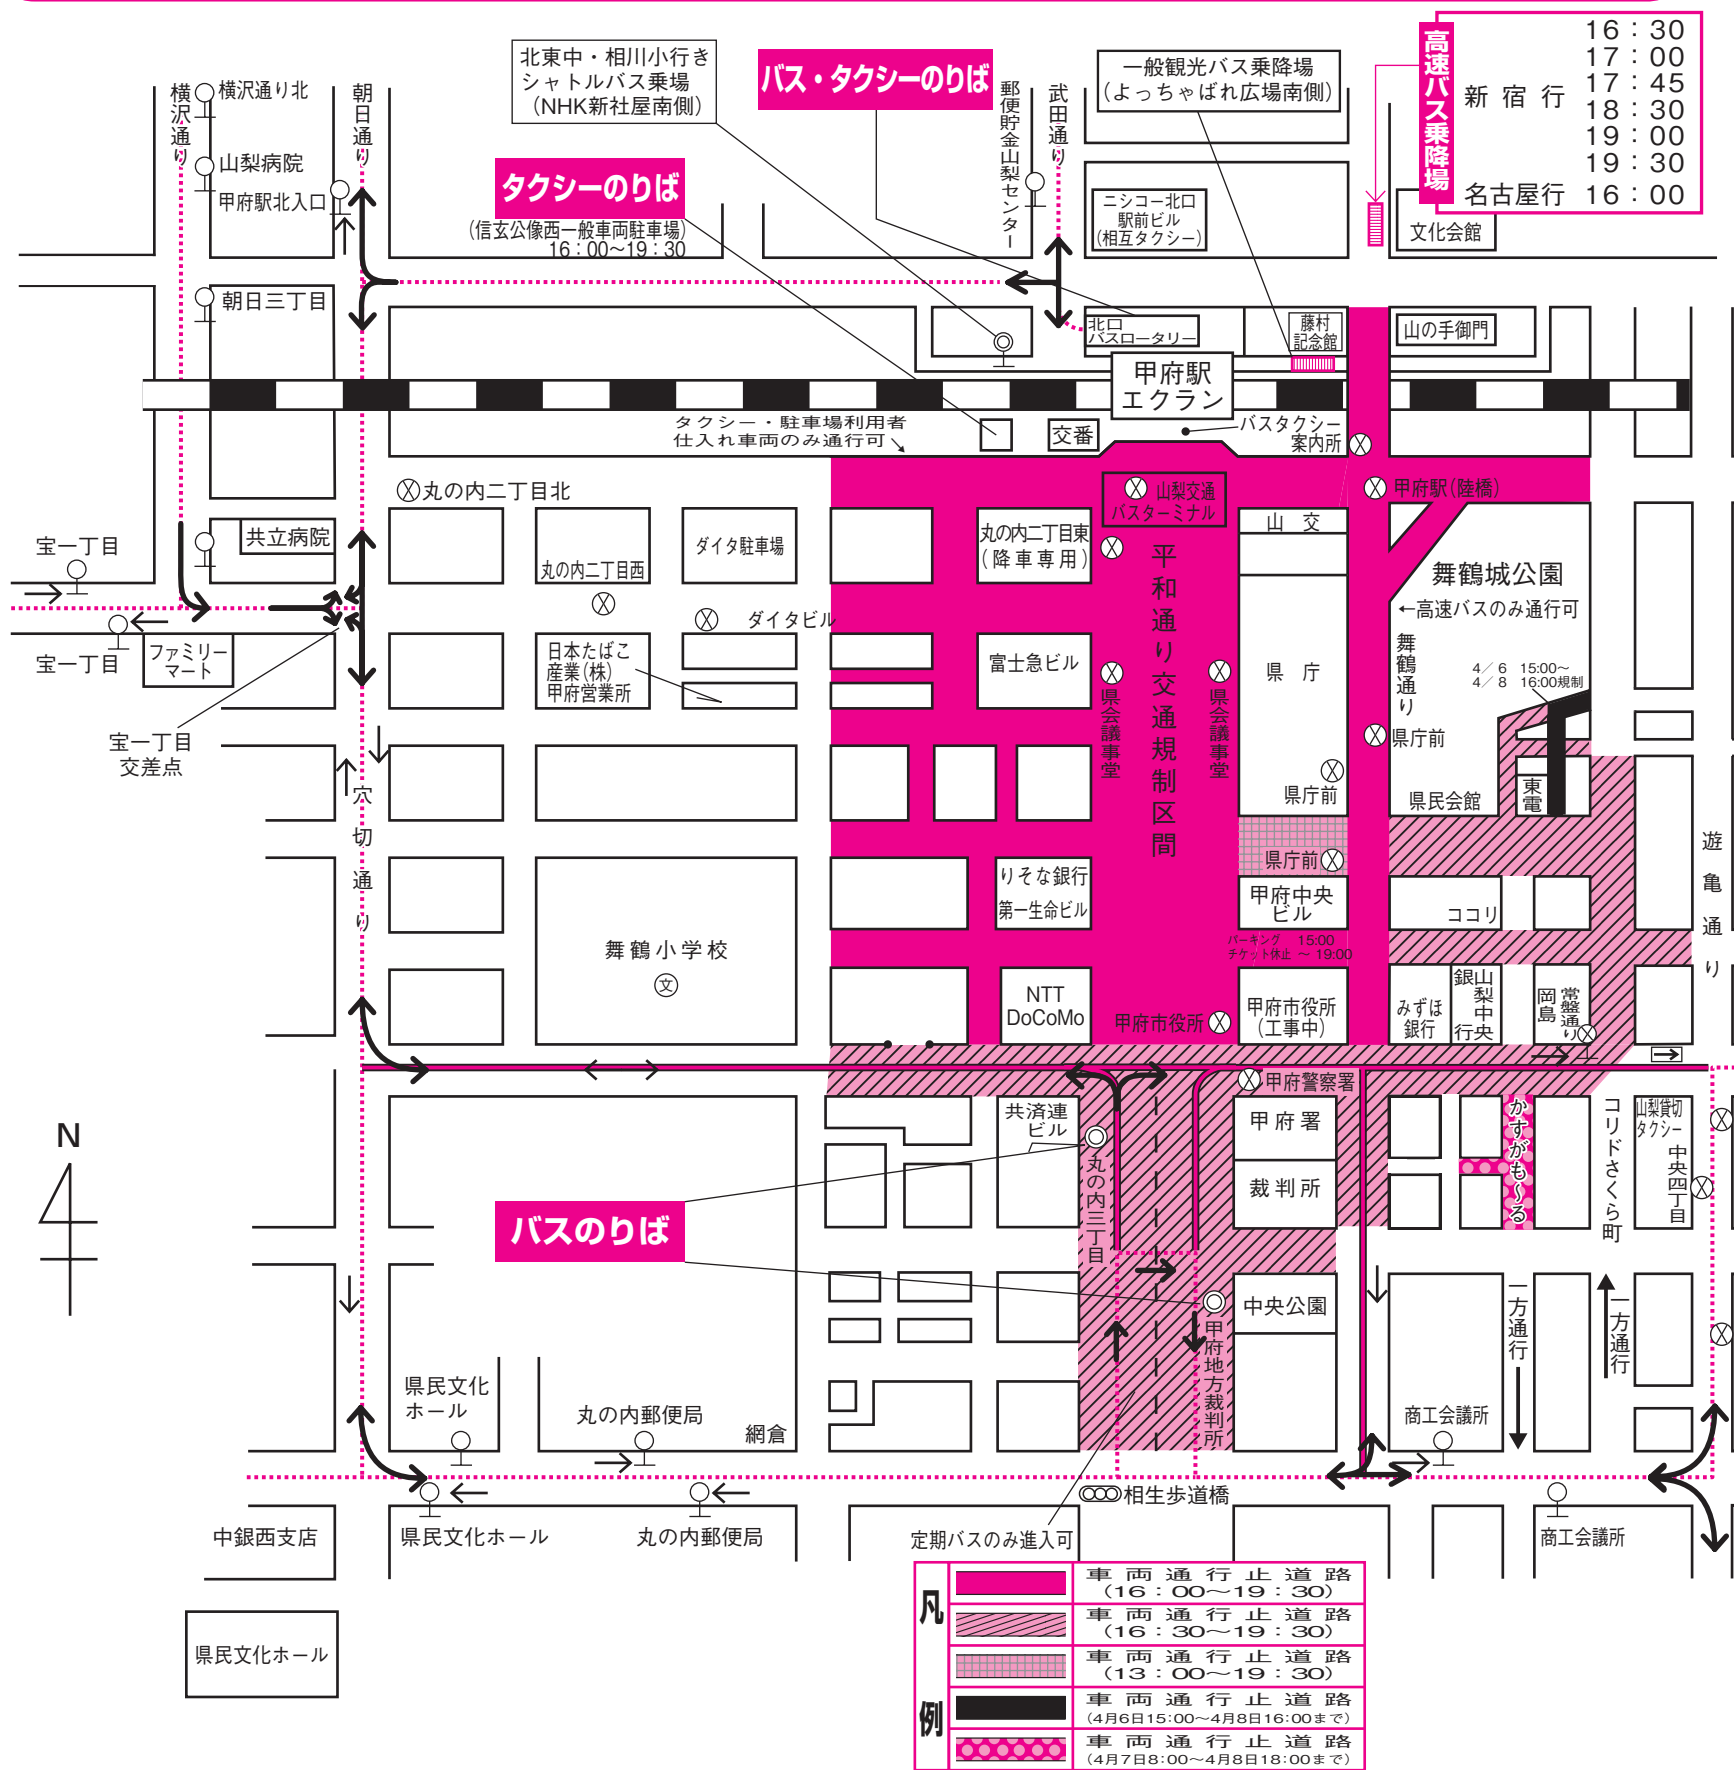 高速バス乗降場
新宿行
16：30
17：00
17：45
18：30
19：00
19：30
名古屋行 16：00
北東中・相川小行き
シャトルバス乗場
（NHK新社屋南側）
バス・タクシーのりば
一般観光バス乗降場
（よっちゃばれ広場南側）
横沢通り
横沢通り北
朝日通り
郵便貯金山梨センター
武田通り
山梨病院
甲府駅北入口
タクシーのりば
(信玄公像西一般車両駐車場)
16：00～19：30
ニシコー北口
駅前ビル
(相互タクシー)
文化会館
朝日三丁目
北口
バスロータリー
藤村
記念館
山の手御門
甲府駅
エクラン
タクシー・駐車場利用者
仕入れ車両のみ通行可
交番
バスタクシー
案内所
丸の内二丁目北
山梨交通
バスターミナル
甲府駅(陸橋)
共立病院
宝一丁目
丸の内二丁目西
ダイタ駐車場
丸の内二丁目東
(降車専用)
山 交
平和通り交通規制区間
舞鶴城公園
←高速バスのみ通行可
宝一丁目
ファミリー
マート
ダイタビル
日本たばこ
産業(株)
甲府営業所
富士急ビル
県 庁
舞鶴通り
4／6 15:00～
4／8 16:00規制
県会議事堂
県会議事堂
宝一丁目
交差点
穴切通り
県庁前
県庁前
県民会館
東電
遊亀通り
りそな銀行
第一生命ビル
県庁前
甲府中央
ビル
ココリ
舞鶴小学校
文
パーキング 15:00
チケット休止 ～19:00
NTT
DoCoMo
甲府市役所
甲府市役所
(工事中)
みずほ
銀行
山梨中央
銀行
岡島
常盤通り
甲府警察署
共済連
ビル
甲府署
かすがも～る
コリドさくら町
山梨貸切
タクシー
中央四丁目
N
丸の内三丁目
裁判所
バスのりば
中央公園
甲府地方裁判所
一方通行
一方通行
県民文化
ホール
丸の内郵便局
網倉
商工会議所
相生歩道橋
中銀西支店
県民文化ホール
丸の内郵便局
定期バスのみ進入可
商工会議所
県民文化ホール
凡例
車両通行止道路
(16：00～19：30)
車両通行止道路
(16：30～19：30)
車両通行止道路
(13：00～19：30)
車両通行止道路
(4月6日15:00～4月8日16:00まで)
車両通行止道路
(4月7日8:00～4月8日18:00まで)